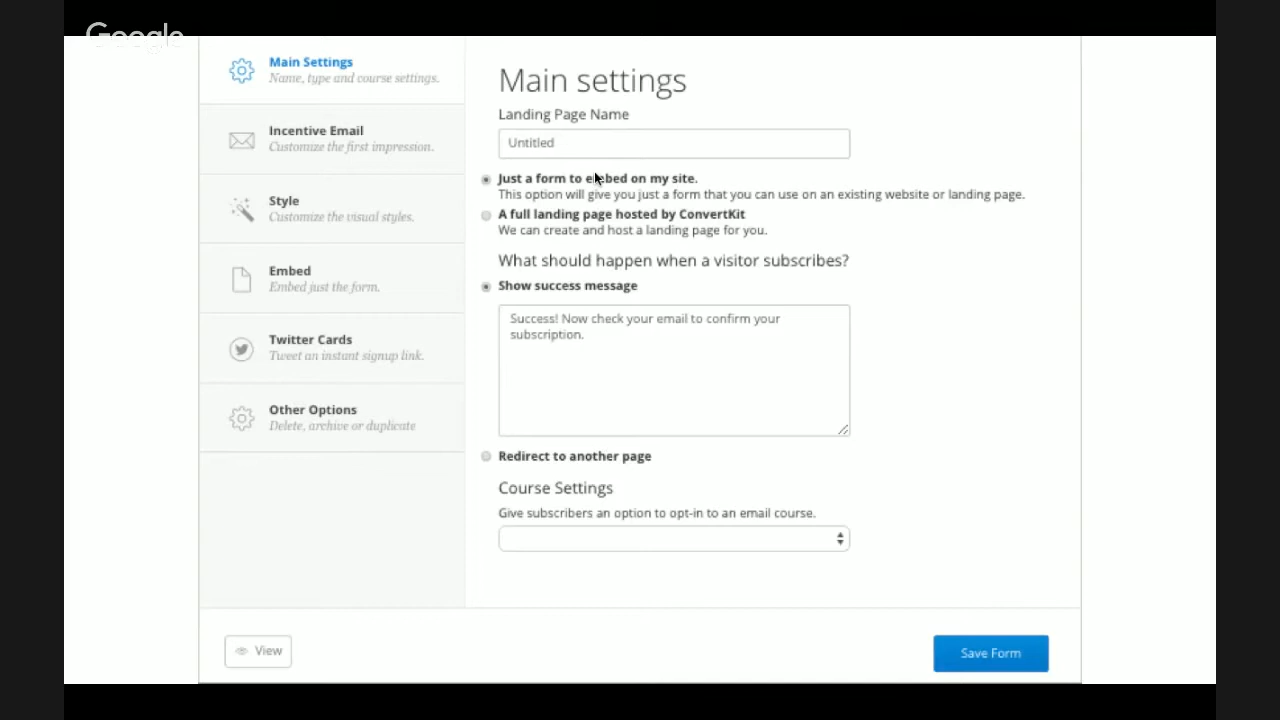 Google
Main Settings
Name, type and course settings.
Incentive Email
Customize the first impression.
Style
Customize the visual styles.
Embed
Embed just the form.
Twitter Cards
Tweet an instant signup link.
Other Options
Delete, archive or duplicate
Main settings
Landing Page Name
Untitled
Just a form to embed on my site.
This option will give you just a form that you can use on an existing website or landing page.
A full landing page hosted by ConvertKit
We can create and host a landing page for you.
What should happen when a visitor subscribes?
Show success message
Success! Now check your email to confirm your
subscription.
Redirect to another page
Course Settings
Give subscribers an option to opt-in to an email course.
View
Save Form